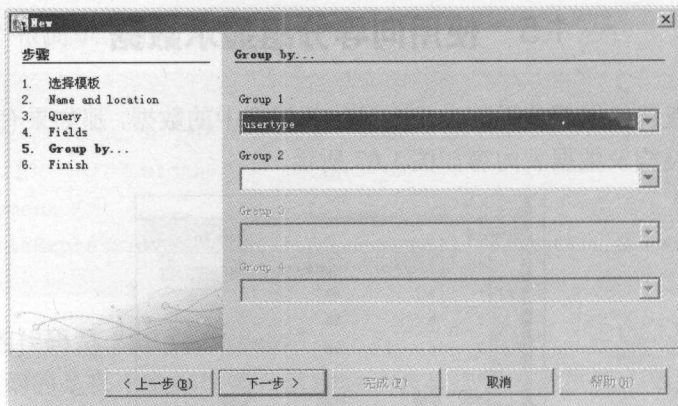 New
步骤
1. 选择模板
2. Name and location
3. Query
4. Fields
5. Group by...
6. Finish
Group by...
Group 1
usertype
Group 2
Group 3
Group 4
< 上一步(B)
下一步 >
完成(F)
取消
帮助(H)